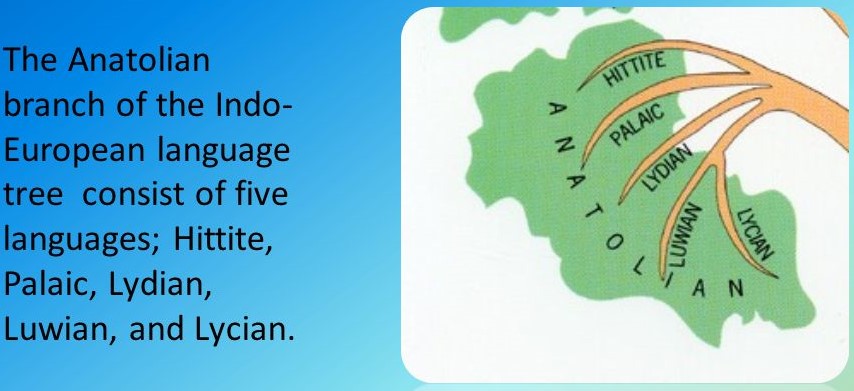 The Anatolian
branch of the Indo-
European language
tree  consist of five
languages; Hittite,
Palaic, Lydian,
Luwian, and Lycian.
HITTITE
PALAIC
LYDIAN
LUWIAN
LYCIAN
ANATOLIAN